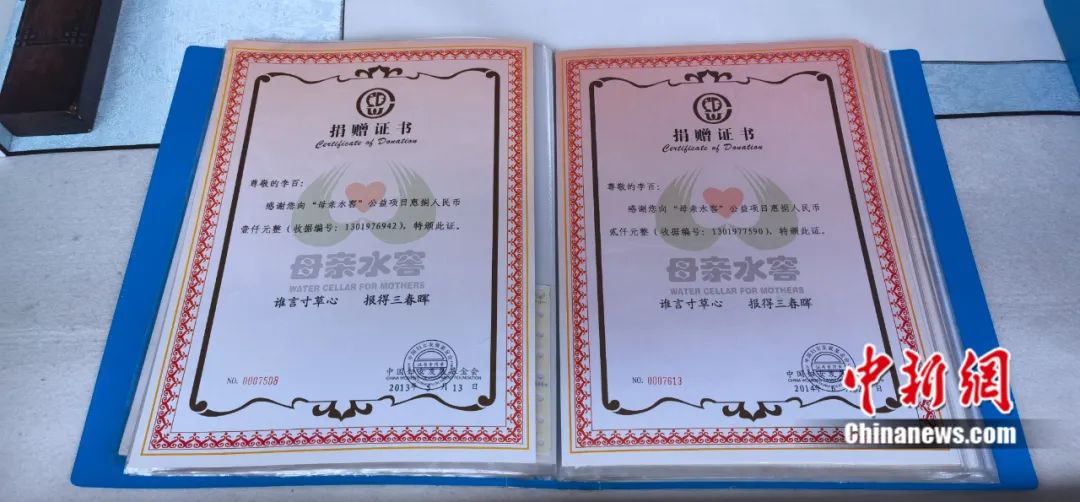 捐赠证书
Certificate of Donation
尊敬的李百：
感谢您向“母亲水窖”公益项目惠捐人民币
壹仟元整（收据编号：1301976942），特颁此证。
母亲水窖
WATER CELLAR FOR MOTHERS
谁言寸草心 报得三春晖
NO. 0007508
捐赠证书
Certificate of Donation
尊敬的李百：
感谢您向“母亲水窖”公益项目惠捐人民币
贰仟元整（收据编号：1301977590），特颁此证。
母亲水窖
WATER CELLAR FOR MOTHERS
谁言寸草心 报得三春晖
NO. 0007613
中新網
Chinanews.com